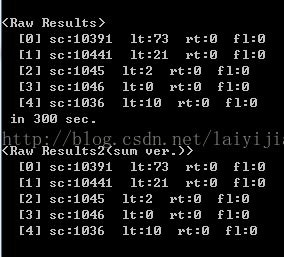 <Raw Results>
[0] sc:10391 lt:73 rt:0 fl:0
[1] sc:10441 lt:21 rt:0 fl:0
[2] sc:1045 lt:2 rt:0 fl:0
[3] sc:1046 lt:0 rt:0 fl:0
[4] sc:1036 lt:10 rt:0 fl:0
in 300 sec.
http://blog.csdn.net/laiyijia
<Raw Results2(sum ver.)>
[0] sc:10391 lt:73 rt:0 fl:0
[1] sc:10441 lt:21 rt:0 fl:0
[2] sc:1045 lt:2 rt:0 fl:0
[3] sc:1046 lt:0 rt:0 fl:0
[4] sc:1036 lt:10 rt:0 fl:0